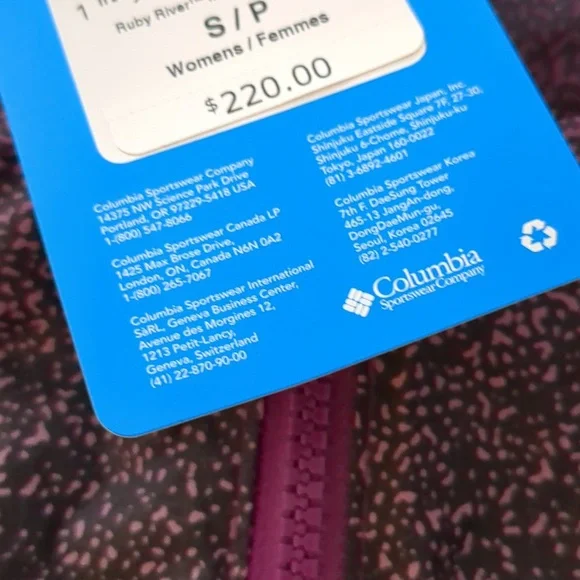 1
Ruby River
S / P
Womens / Femmes
$220.00
Columbia Sportswear Company
14375 NW Science Park Drive
Portland, OR 97229-5418 USA
1-(800) 547-8066
Columbia Sportswear Canada LP
1425 Max Brose Drive,
London, ON, Canada N6N 0A2
1-(800) 265-7067
Columbia Sportswear International
SàRL, Geneva Business Center,
Avenue des Morgines 12,
1213 Petit-Lancy,
Geneva, Switzerland
(41) 22-870-90-00
Columbia Sportswear Japan, Inc.
Shinjuku Eastside Square 7F, 27-30,
Shinjuku 6-Chome, Shinjuku-ku
Tokyo, Japan 160-0022
(81) 3-6892-4601
Columbia Sportswear Korea
7th F. DaeSung Tower
465-13 JangAn-dong,
DongDaeMun-gu,
Seoul, Korea 02645
(82) 2-540-0277
Columbia
Sportswear Company